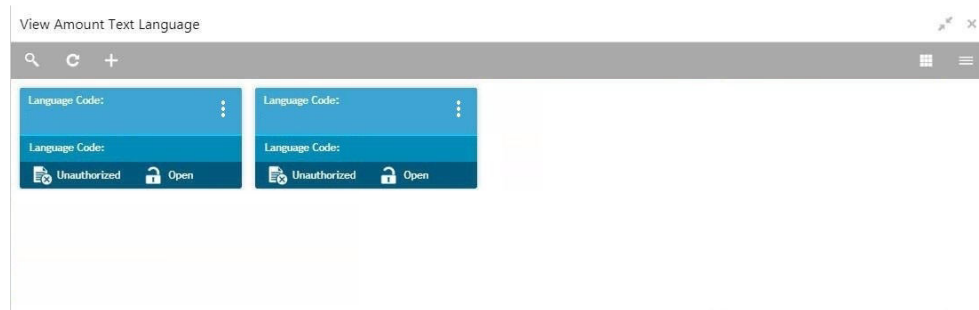 View Amount Text Language
Language Code: Language Code:
Language Code: Language Code:
Unauthorized Open Unauthorized Open